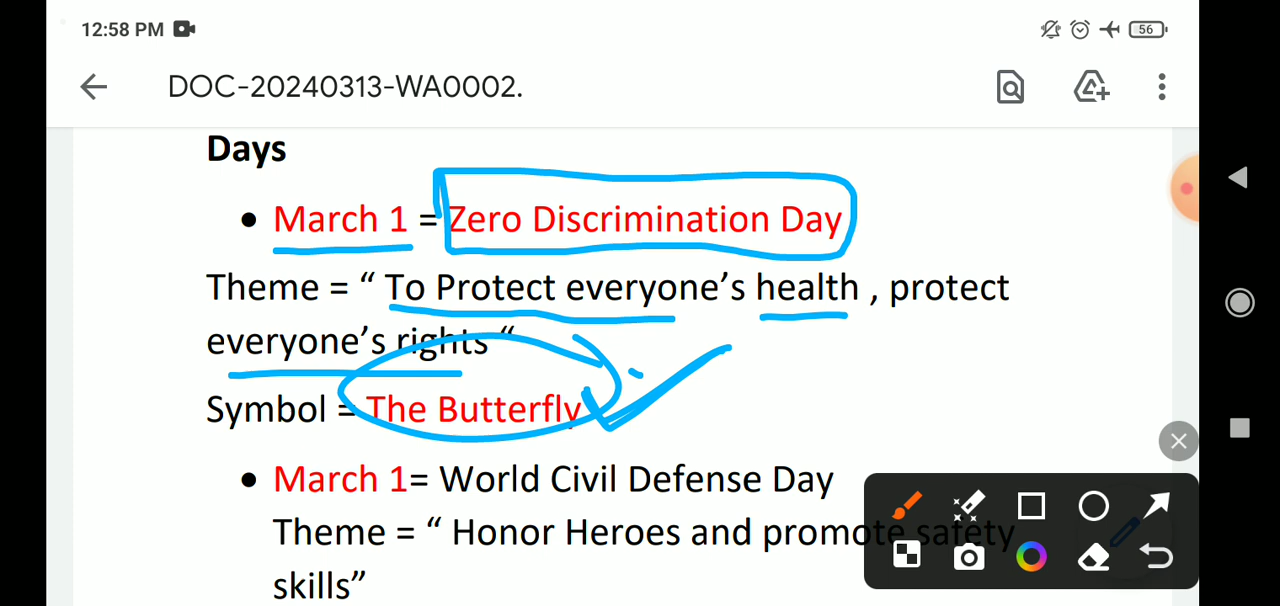 12:58 PM
56
DOC-20240313-WA0002.
Days
• March 1 = Zero Discrimination Day
Theme = “ To Protect everyone’s health , protect
everyone’s rights “
Symbol = The Butterfly
• March 1= World Civil Defense Day
Theme = “ Honor Heroes and promote safety
skills”